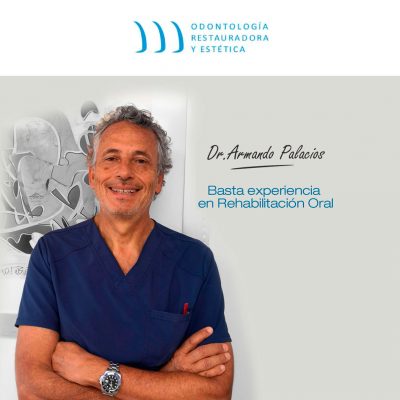 ODONTOLOGÍA
RESTAURADORA
Y ESTÉTICA
Dr. Armando Palacios
Basta experiencia
en Rehabilitación Oral